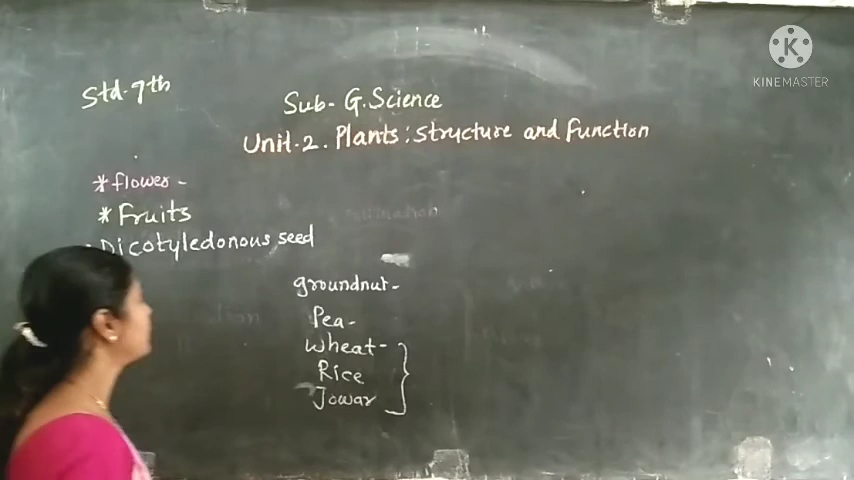 Std. 7th
Sub- G. Science
Unit. 2. Plants : Structure and Function
* flower -
* Fruits
Dicotyledonous seed
groundnut -
Pea -
wheat -
Rice
Jowar
K
KINEMASTER